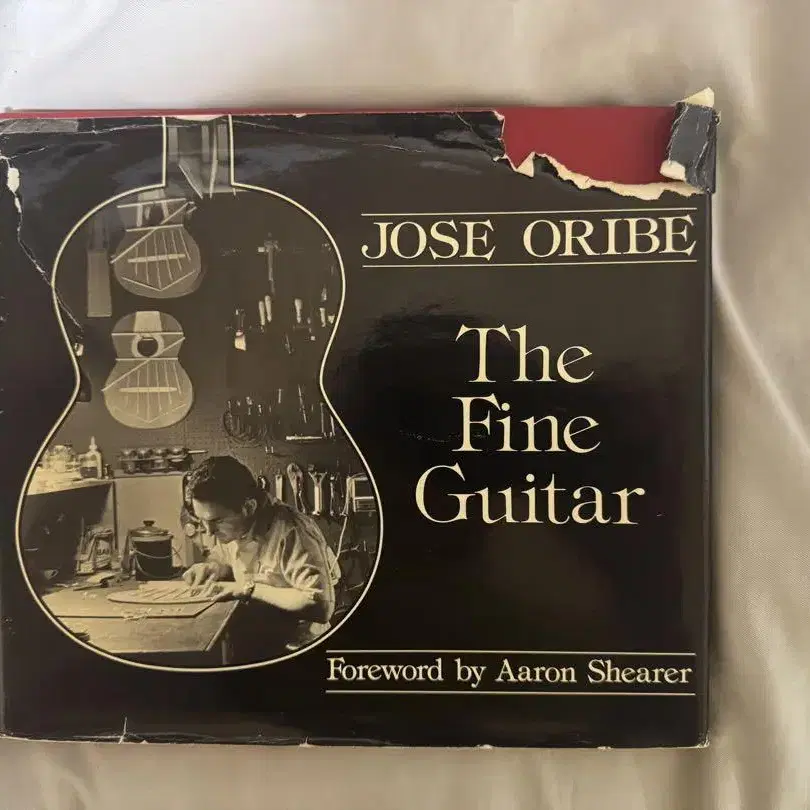 JOSE ORIBE
The
Fine
Guitar
Foreword by Aaron Shearer